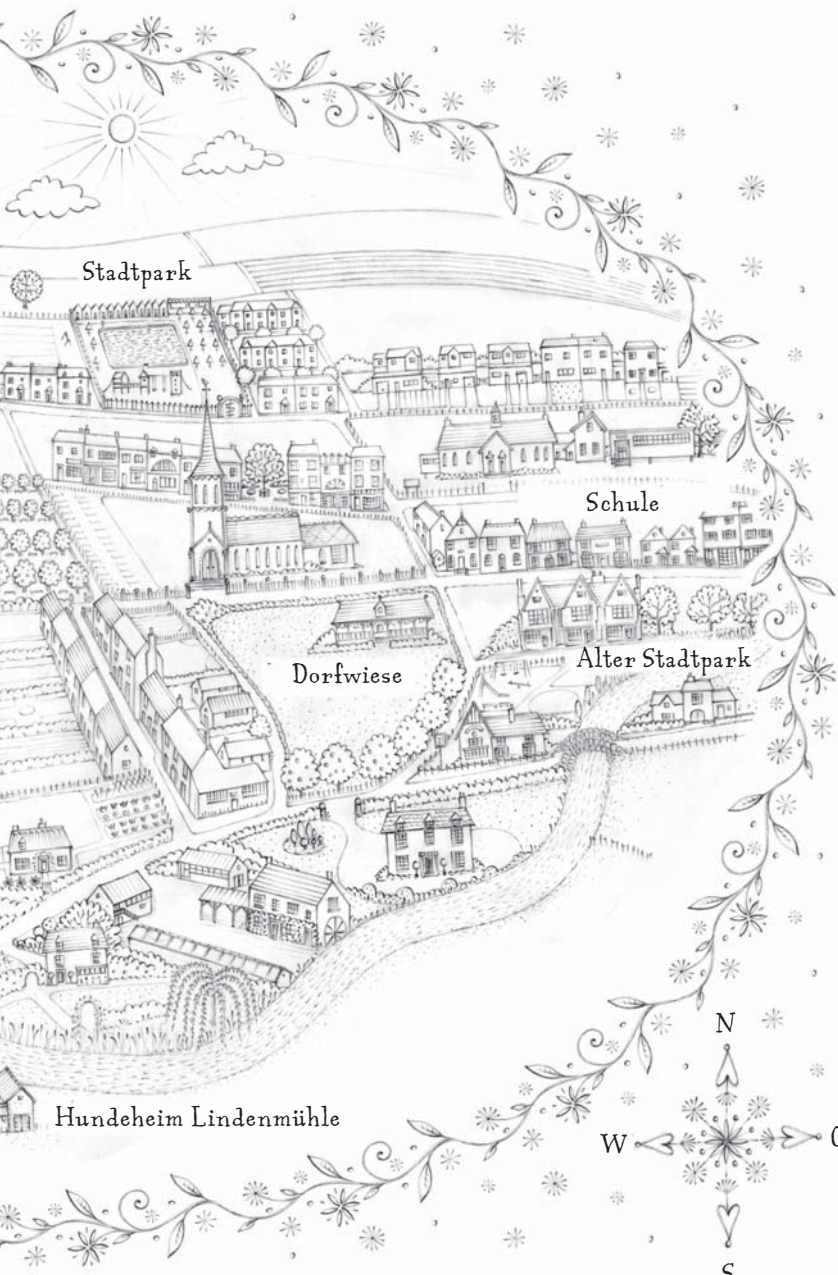 Stadtpark
Schule
Alter Stadtpark
Dorfwiese
Hundeheim Lindenmühle
N
W
S